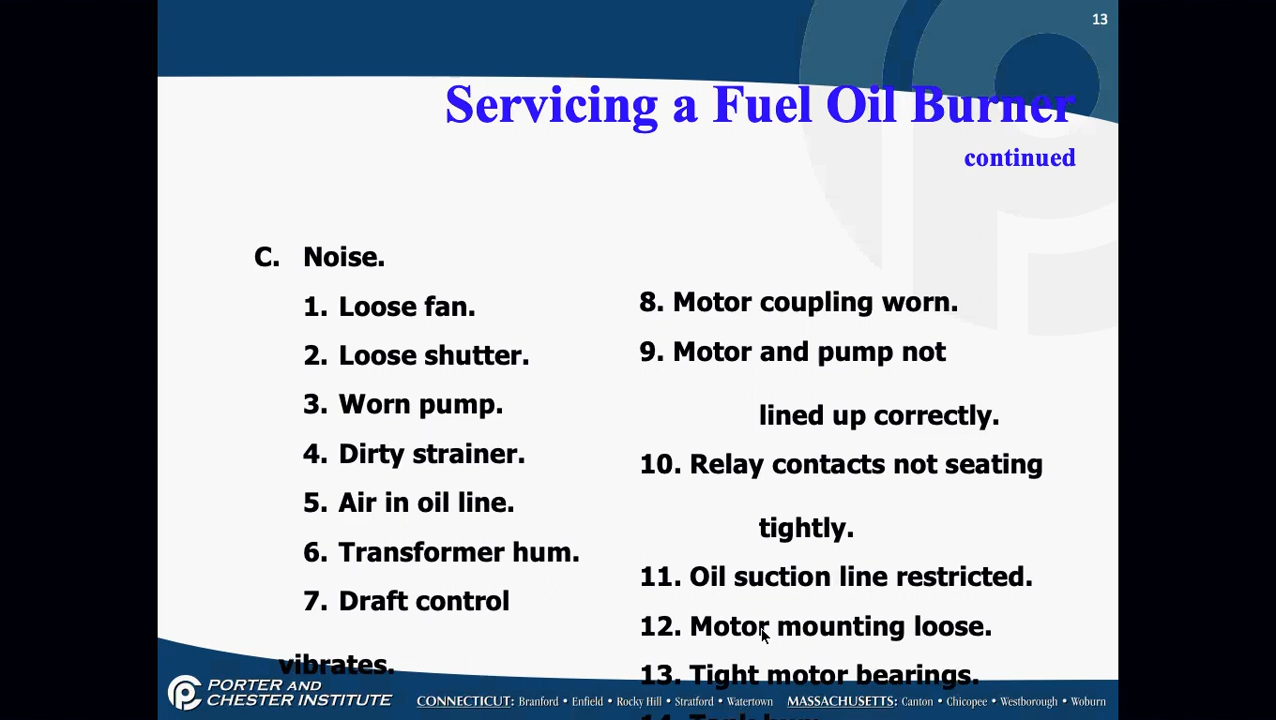 13
Servicing a Fuel Oil Burner
continued
C. Noise.
1. Loose fan.
2. Loose shutter.
3. Worn pump.
4. Dirty strainer.
5. Air in oil line.
6. Transformer hum.
7. Draft control
vibrates.
8. Motor coupling worn.
9. Motor and pump not
lined up correctly.
10. Relay contacts not seating
tightly.
11. Oil suction line restricted.
12. Motor mounting loose.
13. Tight motor bearings.
14. Tank hum.
PORTER AND
CHESTER INSTITUTE
CONNECTICUT: Branford • Enfield • Rocky Hill • Stratford • Watertown MASSACHUSETTS: Canton • Chicopee • Westborough • Woburn